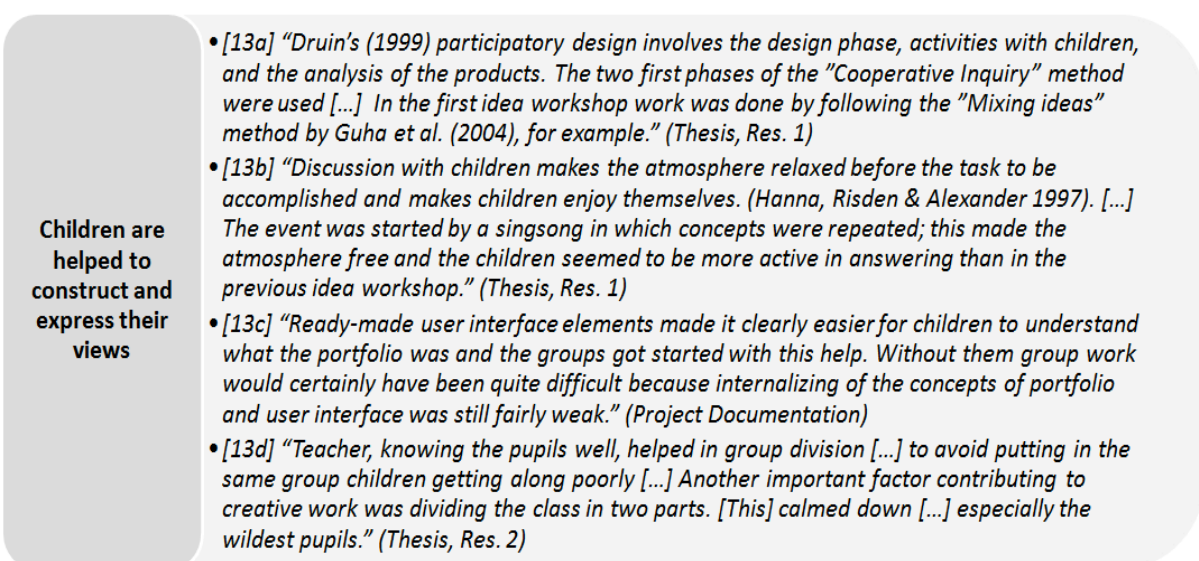 Children are
helped to
construct and
express their
views
• [13a] “Druin’s (1999) participatory design involves the design phase, activities with children,
and the analysis of the products. The two first phases of the ”Cooperative Inquiry” method
were used [...]  In the first idea workshop work was done by following the ”Mixing ideas”
method by Guha et al. (2004), for example.” (Thesis, Res. 1)
• [13b] “Discussion with children makes the atmosphere relaxed before the task to be
accomplished and makes children enjoy themselves. (Hanna, Risden & Alexander 1997). [...]
The event was started by a singsong in which concepts were repeated; this made the
atmosphere free and the children seemed to be more active in answering than in the
previous idea workshop.” (Thesis, Res. 1)
• [13c] “Ready-made user interface elements made it clearly easier for children to understand
what the portfolio was and the groups got started with this help. Without them group work
would certainly have been quite difficult because internalizing of the concepts of portfolio
and user interface was still fairly weak.” (Project Documentation)
• [13d] “Teacher, knowing the pupils well, helped in group division [...] to avoid putting in the
same group children getting along poorly [...] Another important factor contributing to
creative work was dividing the class in two parts. [This] calmed down [...] especially the
wildest pupils.” (Thesis, Res. 2)